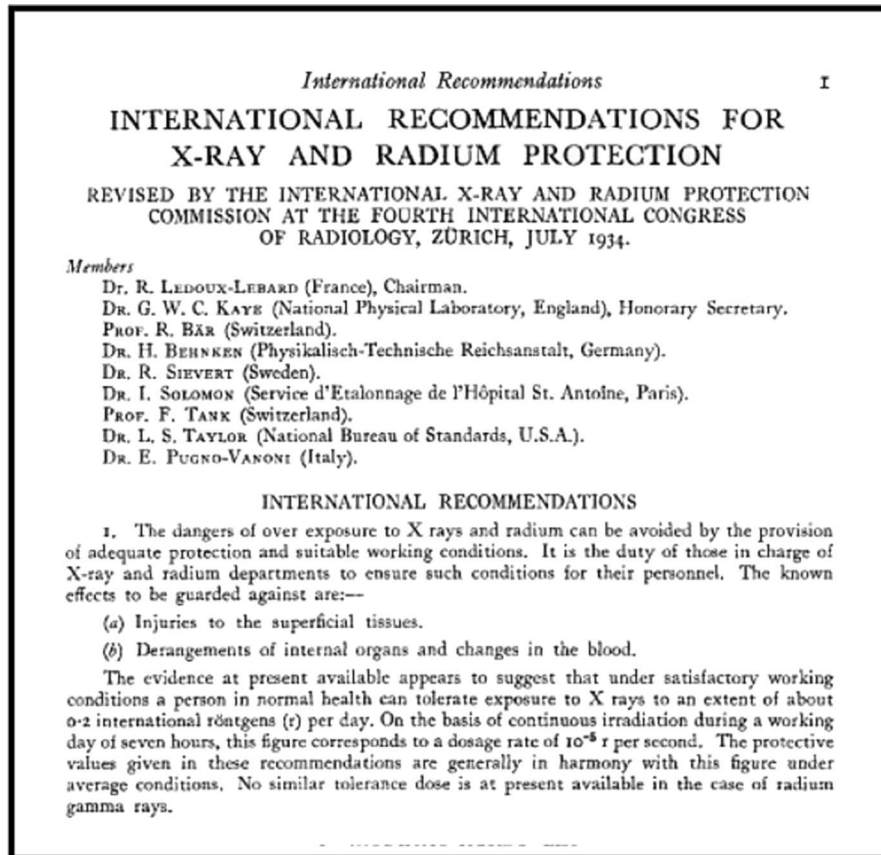 International Recommendations 1
INTERNATIONAL RECOMMENDATIONS FOR
X-RAY AND RADIUM PROTECTION
REVISED BY THE INTERNATIONAL X-RAY AND RADIUM PROTECTION
COMMISSION AT THE FOURTH INTERNATIONAL CONGRESS
OF RADIOLOGY, ZÜRICH, JULY 1934.
Members
Dr. R. LEDOUX-LEBARD (France), Chairman.
DR. G. W. C. KAYE (National Physical Laboratory, England), Honorary Secretary.
PROF. R. BÄR (Switzerland).
DR. H. BEHNKEN (Physikalisch-Technische Reichsanstalt, Germany).
DR. R. SIEVERT (Sweden).
DR. I. SOLOMON (Service d'Etalonnage de l'Hôpital St. Antoîne, Paris).
PROF. F. TANK (Switzerland).
DR. L. S. TAYLOR (National Bureau of Standards, U.S.A.).
DR. E. PUGNO-VANONI (Italy).
INTERNATIONAL RECOMMENDATIONS
1. The dangers of over exposure to X rays and radium can be avoided by the provision
of adequate protection and suitable working conditions. It is the duty of those in charge of
X-ray and radium departments to ensure such conditions for their personnel. The known
effects to be guarded against are:—
(a) Injuries to the superficial tissues.
(b) Derangements of internal organs and changes in the blood.
The evidence at present available appears to suggest that under satisfactory working
conditions a person in normal health can tolerate exposure to X rays to an extent of about
0·2 international röntgens (r) per day. On the basis of continuous irradiation during a working
day of seven hours, this figure corresponds to a dosage rate of 10⁻⁵ r per second. The protective
values given in these recommendations are generally in harmony with this figure under
average conditions. No similar tolerance dose is at present available in the case of radium
gamma rays.